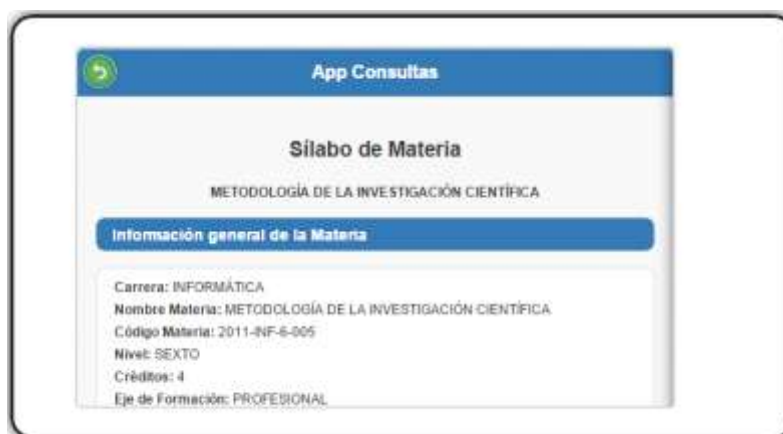 App Consultas
Sílabo de Materia
METODOLOGÍA DE LA INVESTIGACIÓN CIENTÍFICA
Información general de la Materia
Carrera: INFORMÁTICA
Nombre Materia: METODOLOGÍA DE LA INVESTIGACIÓN CIENTÍFICA
Código Materia: 2011-INF-6-005
Nivel: SEXTO
Créditos: 4
Eje de Formación: PROFESIONAL